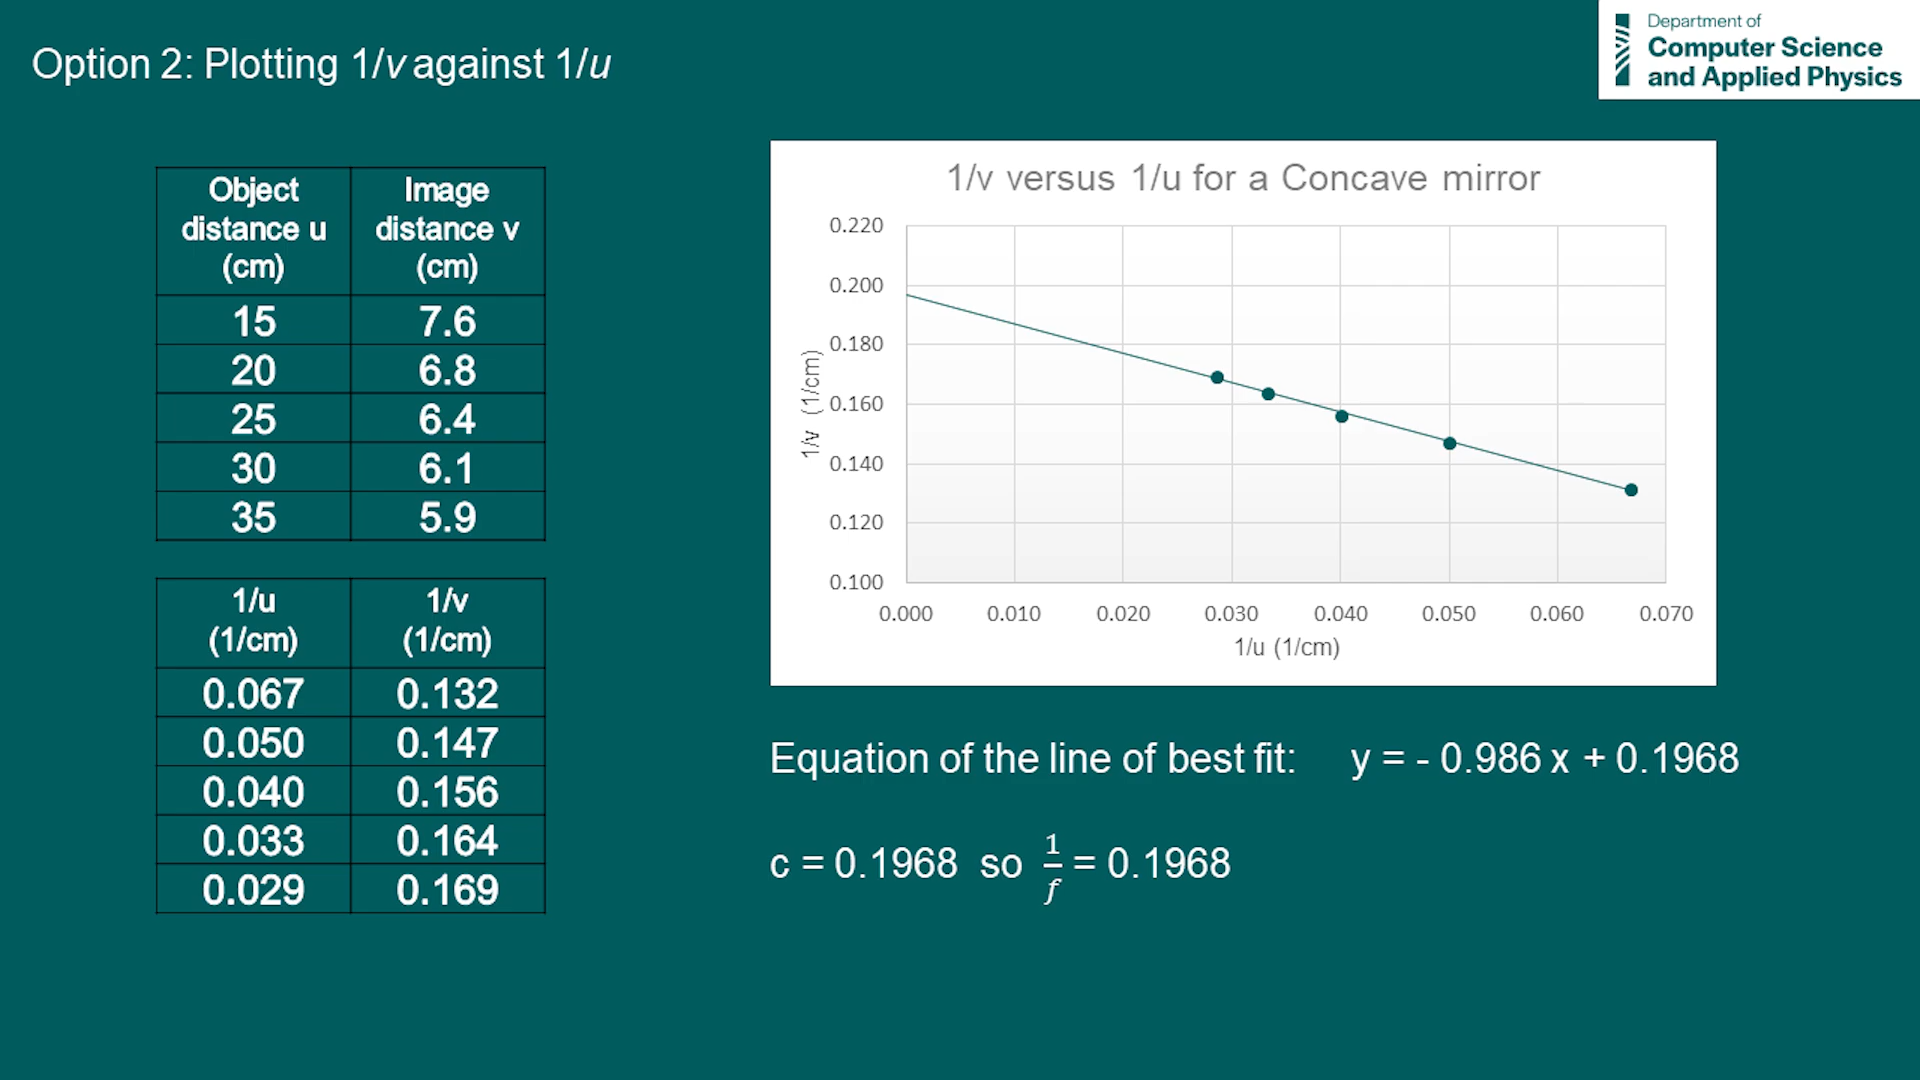 Option 2: Plotting 1/v against 1/u
Department of
Computer Science
and Applied Physics
Object distance u (cm) Image distance v (cm)
15 7.6
20 6.8
25 6.4
30 6.1
35 5.9
1/u (1/cm) 1/v (1/cm)
0.067 0.132
0.050 0.147
0.040 0.156
0.033 0.164
0.029 0.169
1/v versus 1/u for a Concave mirror
1/v (1/cm)
0.220
0.200
0.180
0.160
0.140
0.120
0.100
0.000 0.010 0.020 0.030 0.040 0.050 0.060 0.070
1/u (1/cm)
Equation of the line of best fit: y = - 0.986 x + 0.1968
c = 0.1968 so 1/f = 0.1968